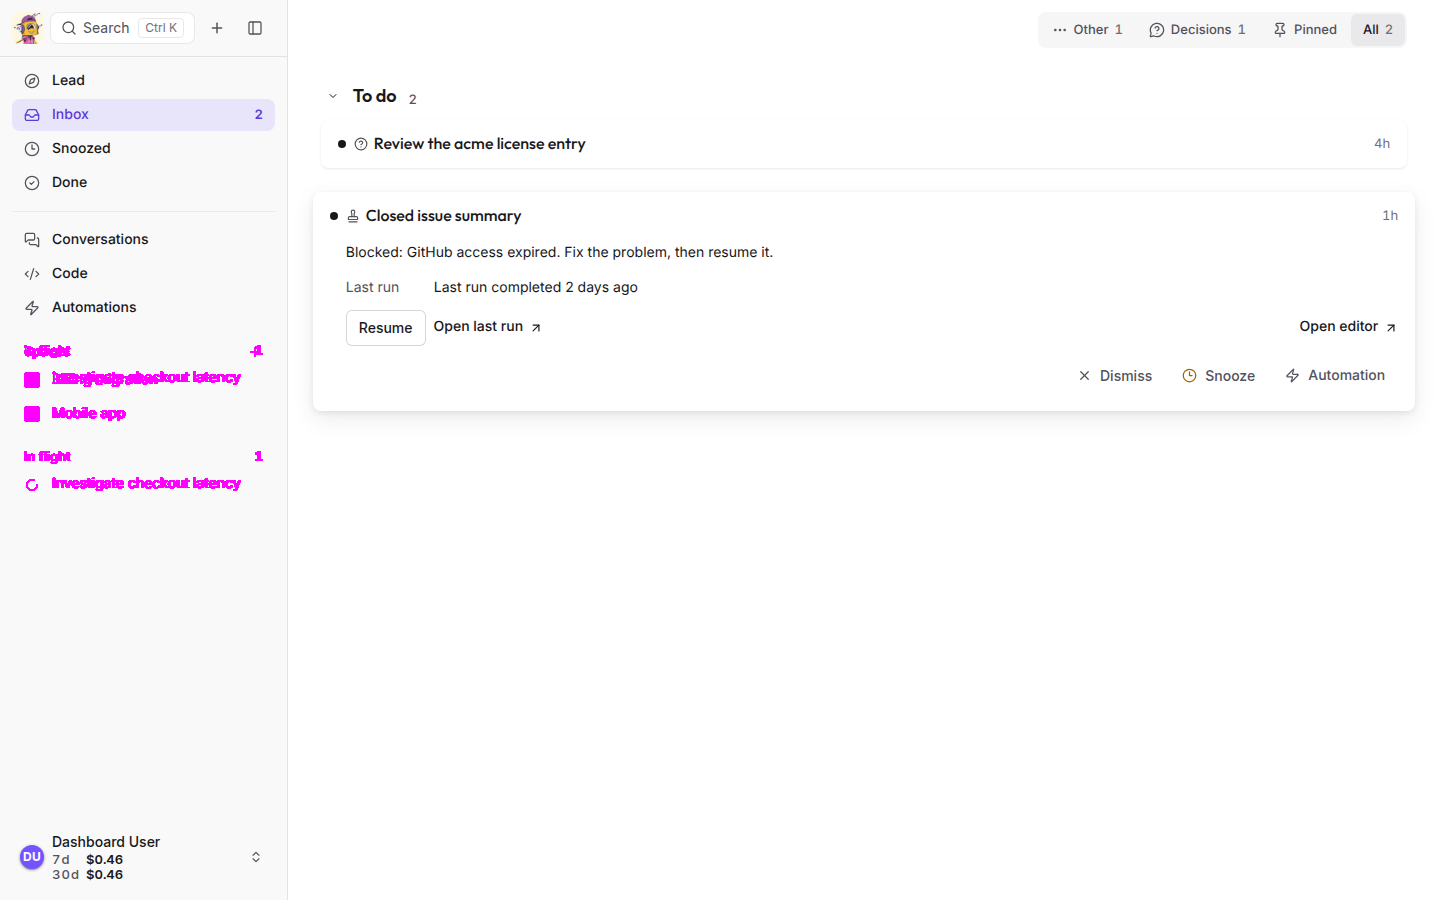 Search Ctrl K
Other 1 Decisions 1 Pinned All 2
Lead
Inbox 2
Snoozed
Done
Conversations
Code
Automations
Mobile app
In flight 1
Investigate checkout latency
Dashboard User
DU
7d $0.46
30d $0.46
To do 2
Review the acme license entry 4h
Closed issue summary 1h
Blocked: GitHub access expired. Fix the problem, then resume it.
Last run Last run completed 2 days ago
Resume Open last run Open editor
Dismiss Snooze Automation